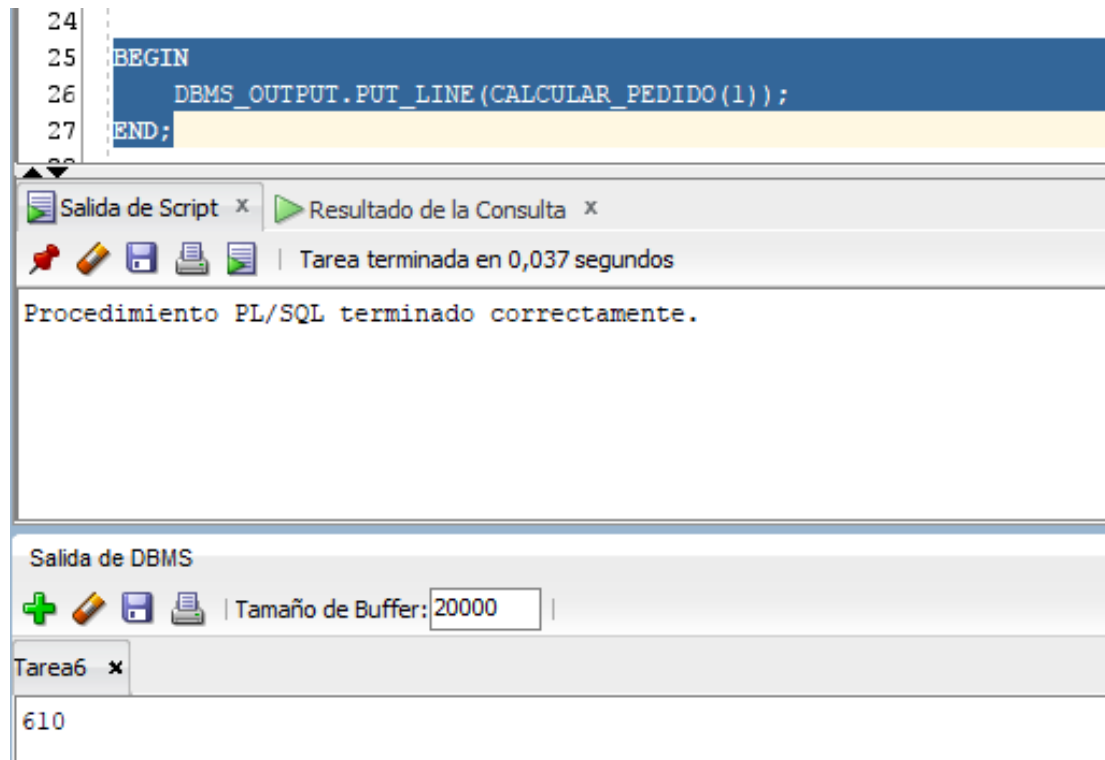 24
25 BEGIN
26 DBMS_OUTPUT.PUT_LINE(CALCULAR_PEDIDO(1));
27 END;
Salida de Script x Resultado de la Consulta x
Tarea terminada en 0,037 segundos
Procedimiento PL/SQL terminado correctamente.
Salida de DBMS
Tamaño de Buffer: 20000
Tarea6 x
610